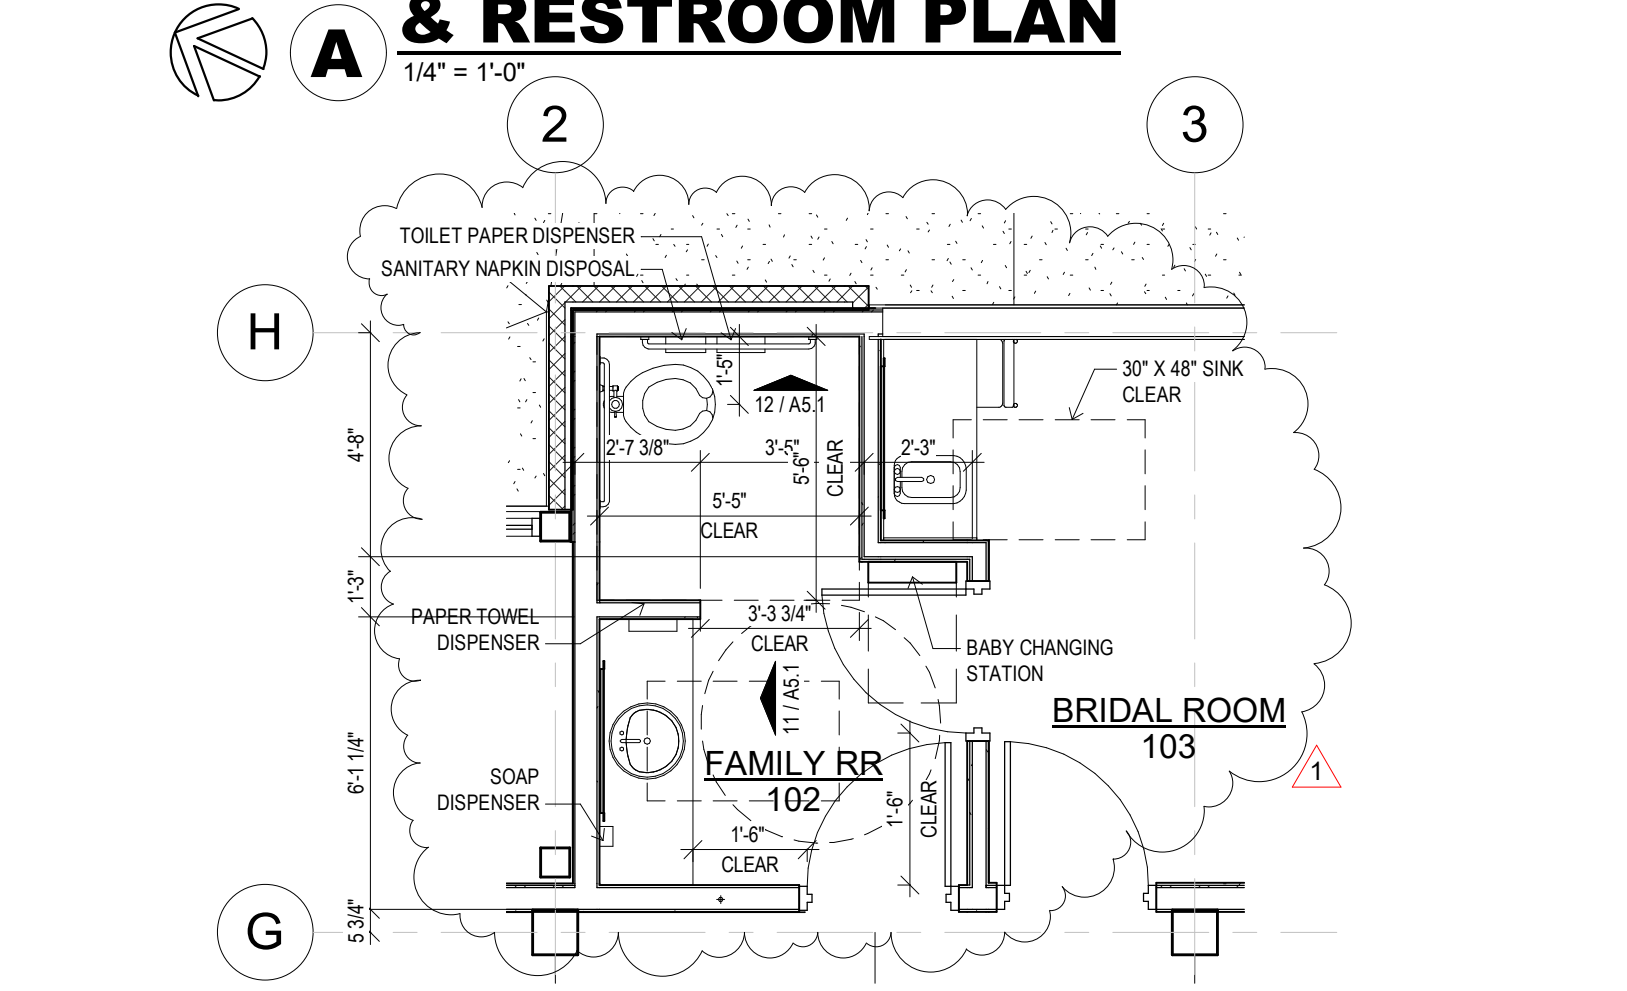 & RESTROOM PLAN
A
1/4" = 1'-0"
2
3
TOILET PAPER DISPENSER
SANITARY NAPKIN DISPOSAL
H
30" X 48" SINK
CLEAR
1'-5"
12 / A5.1
4'-8"
2'-7 3/8"
3'-5"
5'-6"
CLEAR
2'-3"
5'-5"
CLEAR
1'-3"
PAPER TOWEL
DISPENSER
3'-3 3/4"
CLEAR
BABY CHANGING
STATION
11 / A5.1
BRIDAL ROOM
103
FAMILY RR
102
6'-1 1/4"
SOAP
DISPENSER
1'-6"
CLEAR
1'-6"
CLEAR
1
5 3/4"
G